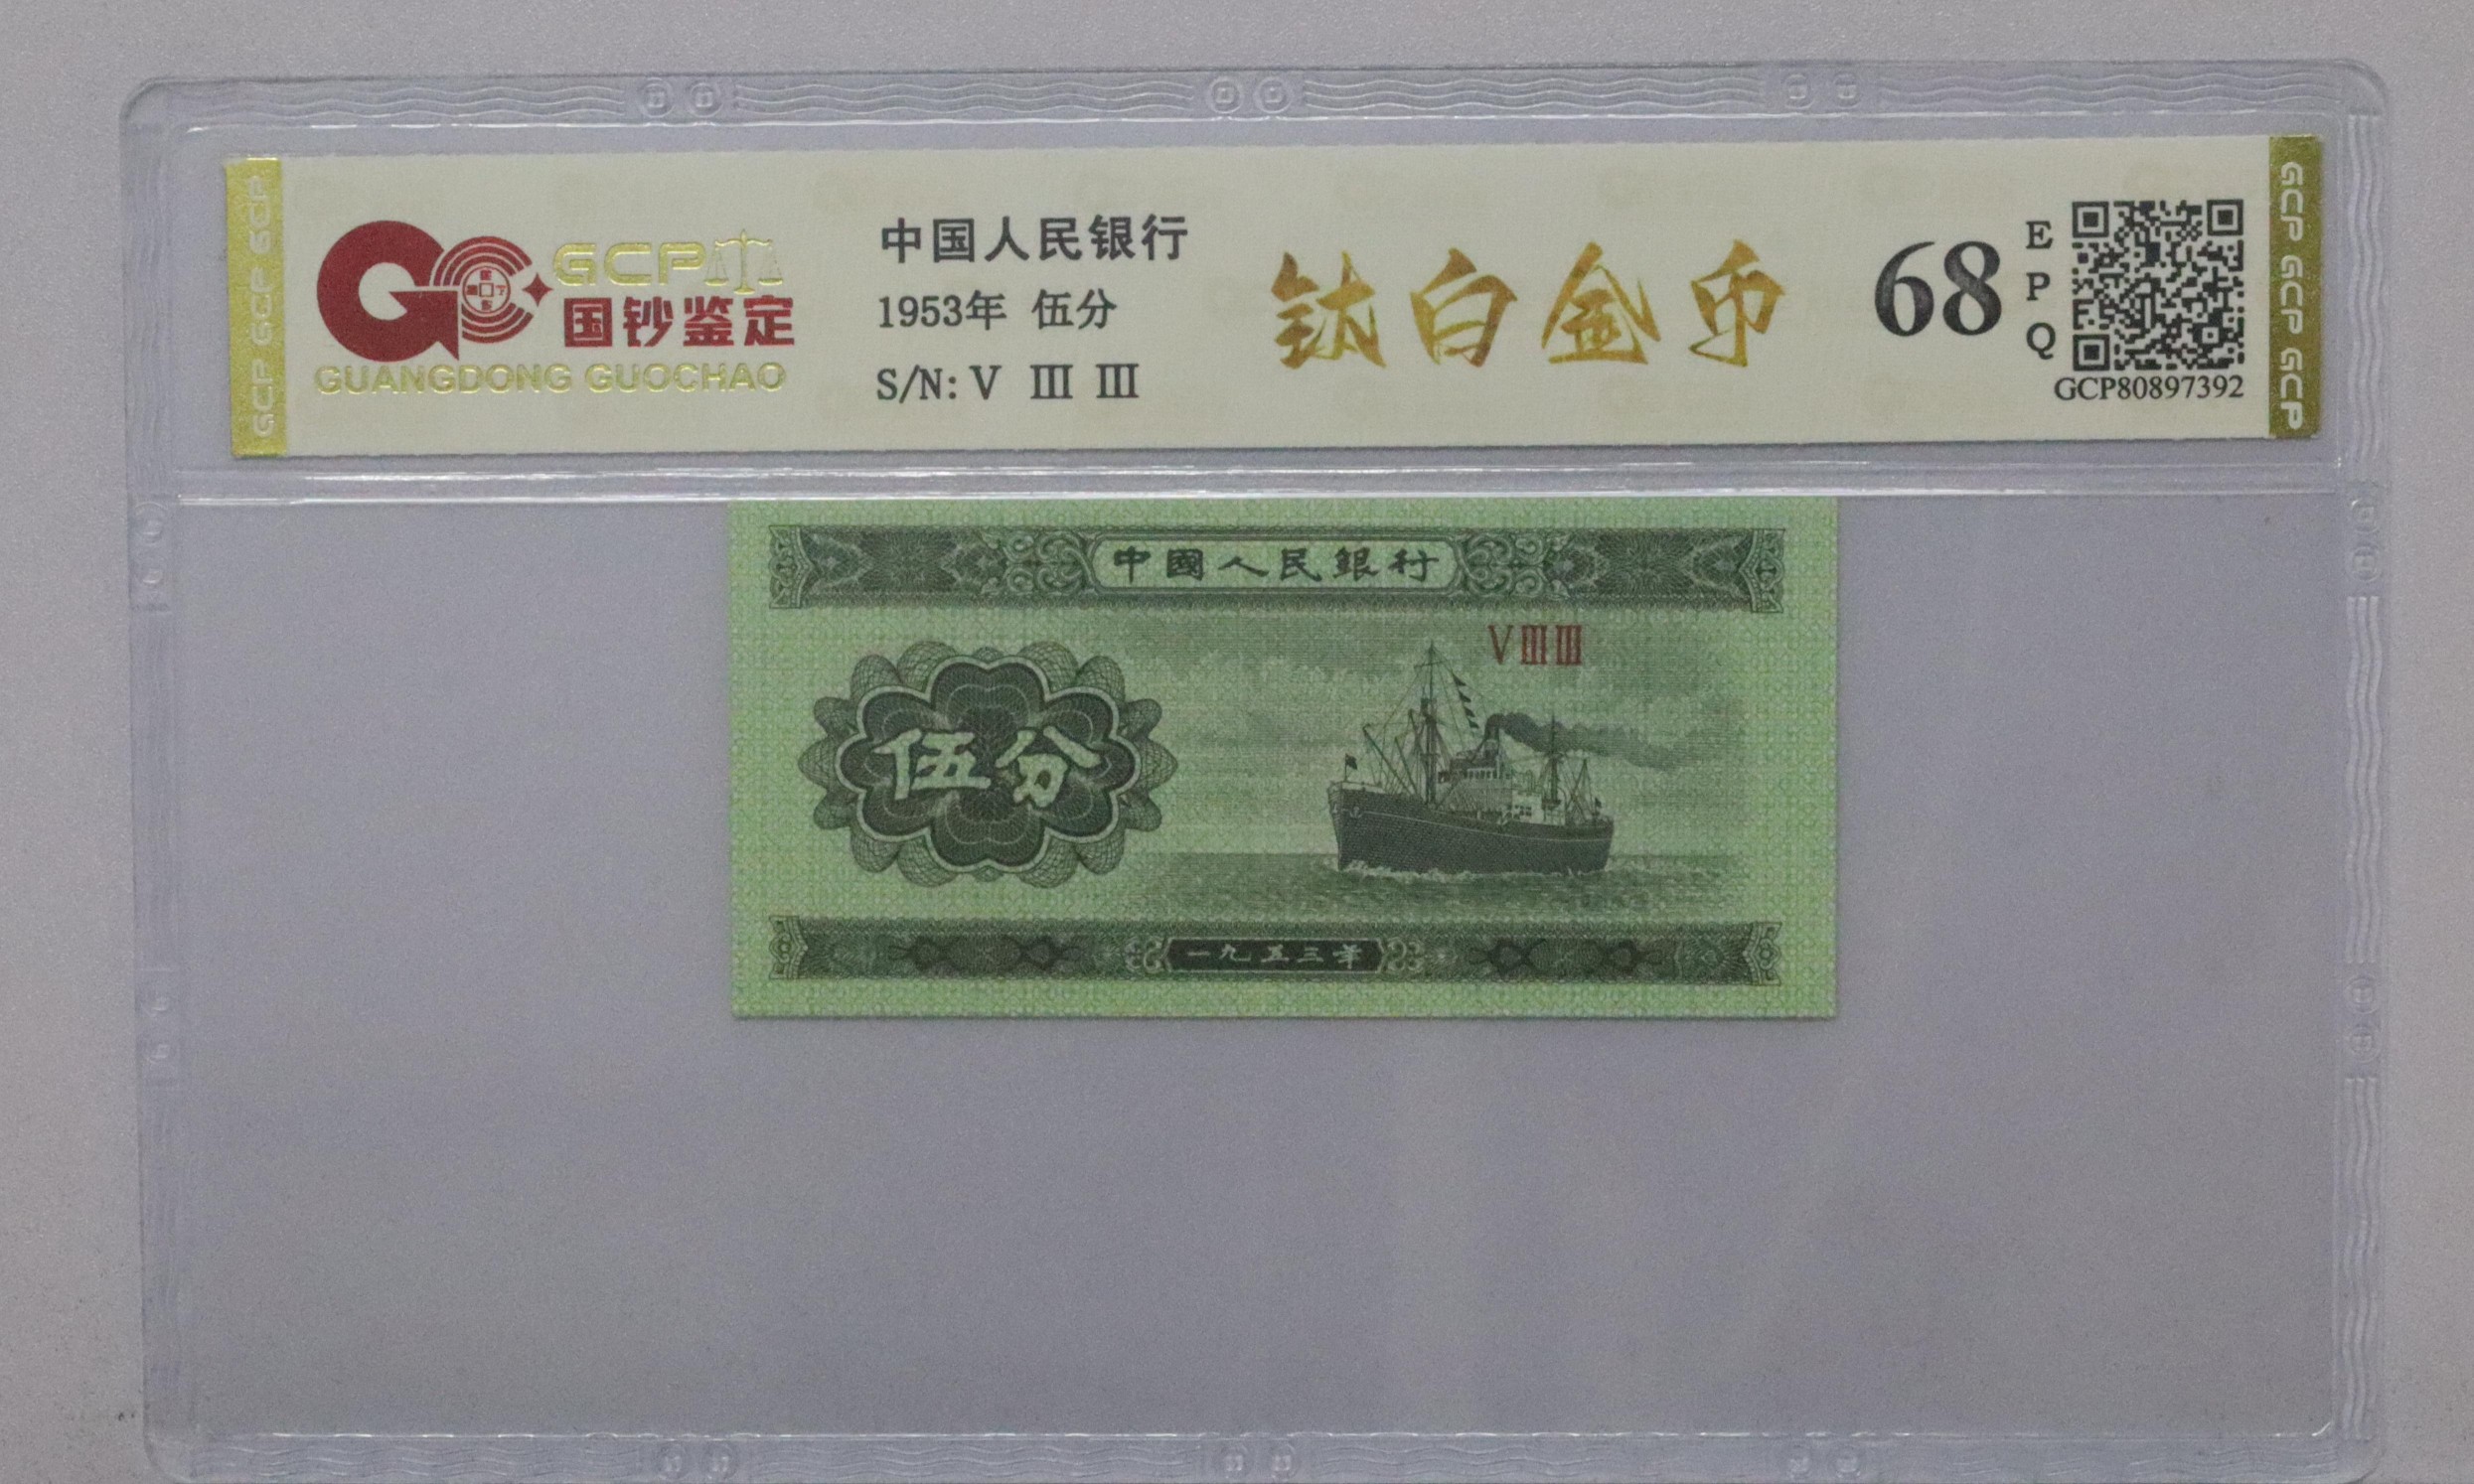 GCP GCP GCP
GCP
国钞鉴定
GUANGDONG GUOCHAO
中国人民银行
1953年 伍分
S/N: V III III
钛白金币
68
E
P
Q
GCP80897392
GCP GCP GCP
中國人民銀行
V III III
伍分
一九五三年